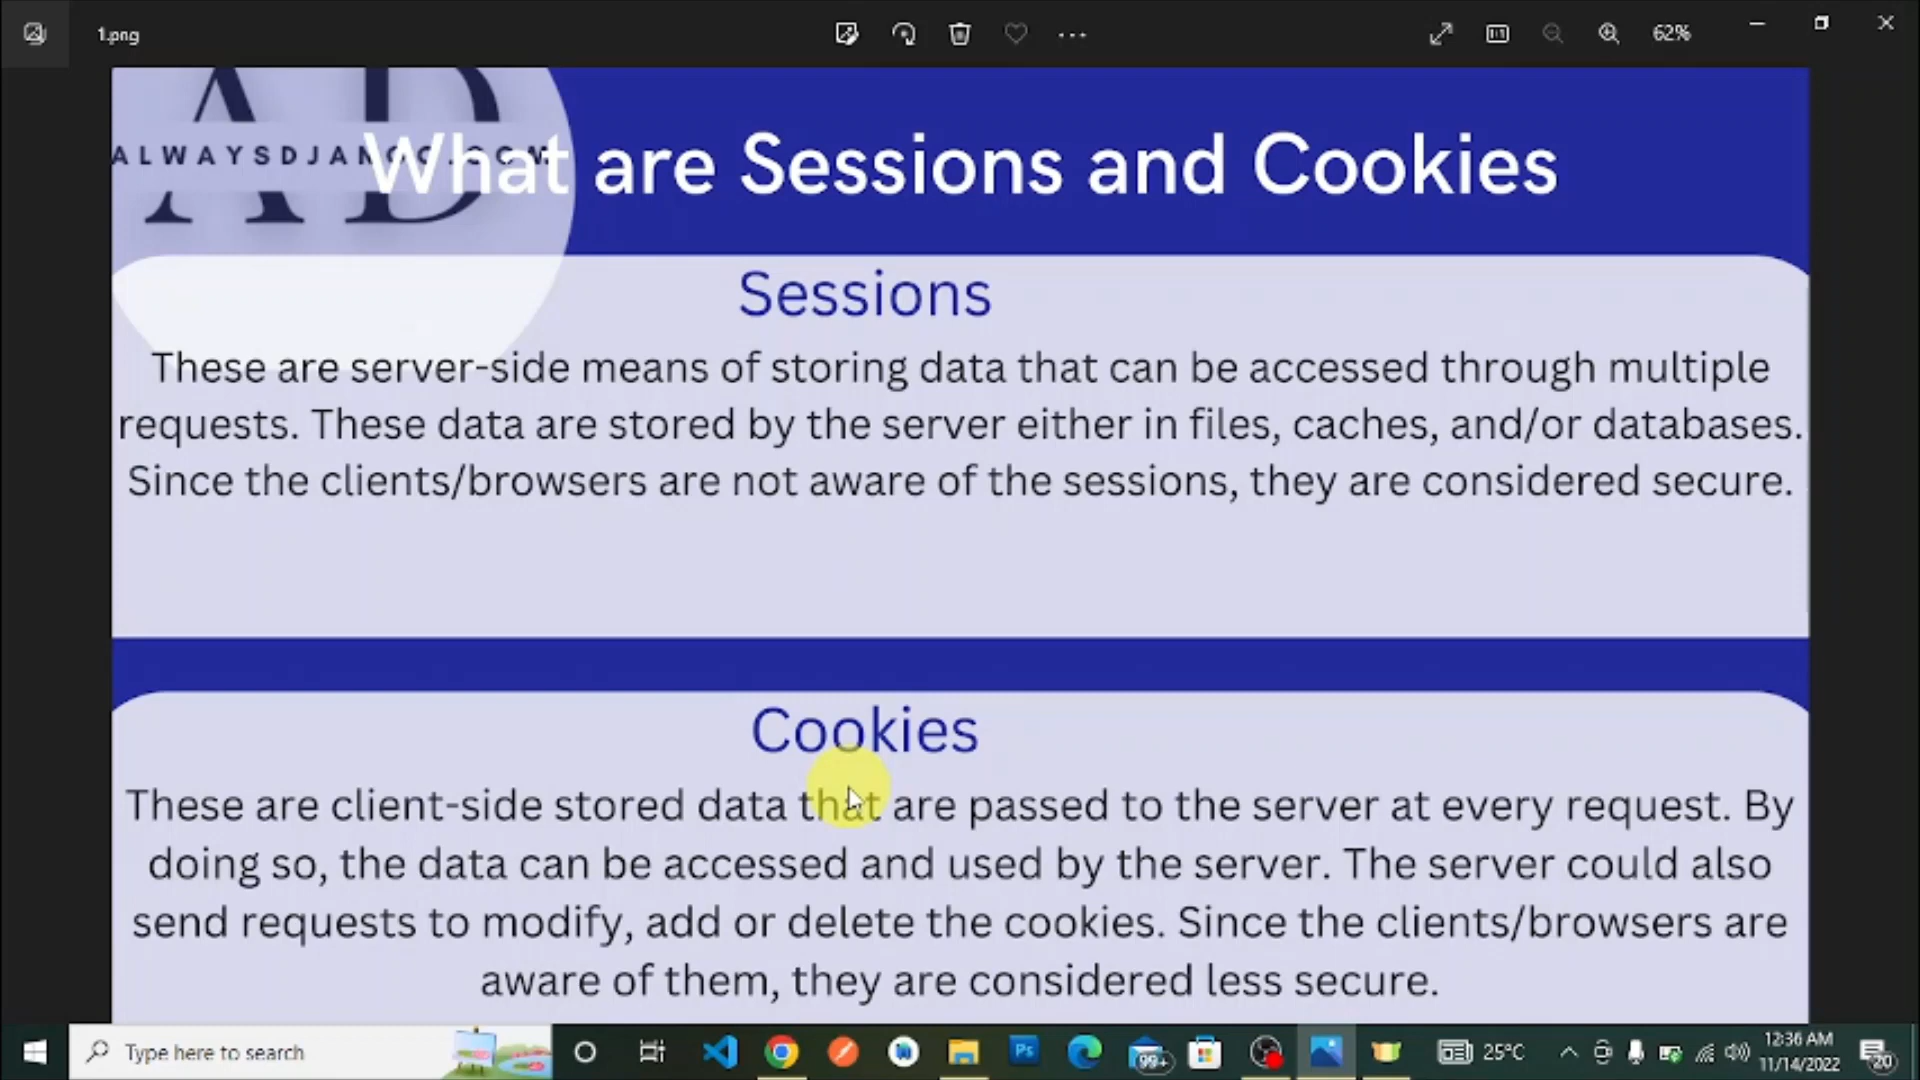 1.png
62%
A D
ALWAYSDJANGO.COM
What are Sessions and Cookies
Sessions
These are server-side means of storing data that can be accessed through multiple
requests. These data are stored by the server either in files, caches, and/or databases.
Since the clients/browsers are not aware of the sessions, they are considered secure.
Cookies
These are client-side stored data that are passed to the server at every request. By
doing so, the data can be accessed and used by the server. The server could also
send requests to modify, add or delete the cookies. Since the clients/browsers are
aware of them, they are considered less secure.
Type here to search
Ps
99+
25°C
12:36 AM
11/14/2022
20